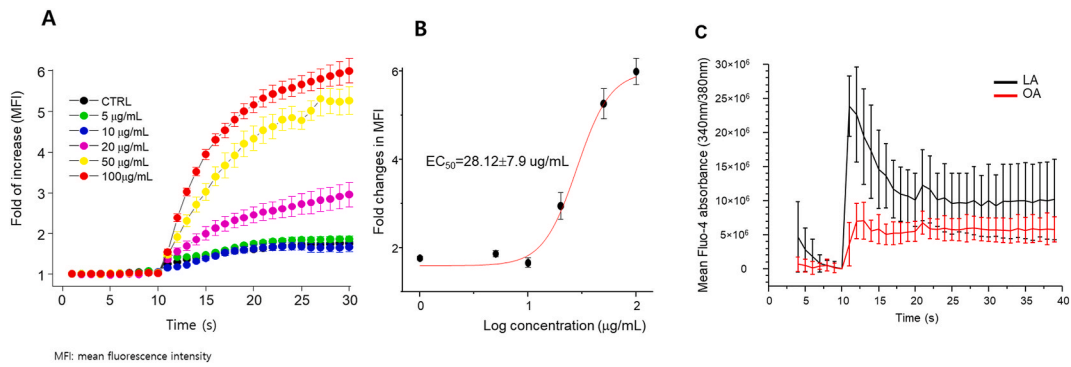 A
Fold of increase (MFI)
6
5
4
3
2
1
CTRL
5 μg/mL
10 μg/mL
20 μg/mL
50 μg/mL
100μg/mL
0 5 10 15 20 25 30
Time (s)
MFI: mean fluorescence intensity
B
Fold changes in MFI
6
4
2
EC50=28.12±7.9 ug/mL
0 1 2
Log concentration (μg/mL)
C
Mean Fluo-4 absorbance (340nm/380nm)
30×10⁶
25×10⁶
20×10⁶
15×10⁶
10×10⁶
5×10⁶
0
LA
OA
0 5 10 15 20 25 30 35 40
Time (s)